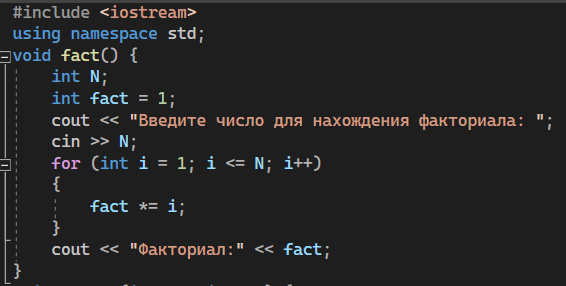 #include <iostream>
using namespace std;
void fact() {
    int N;
    int fact = 1;
    cout << "Введите число для нахождения факториала: ";
    cin >> N;
    for (int i = 1; i <= N; i++)
    {
        fact *= i;
    }
    cout << "Факториал:" << fact;
}